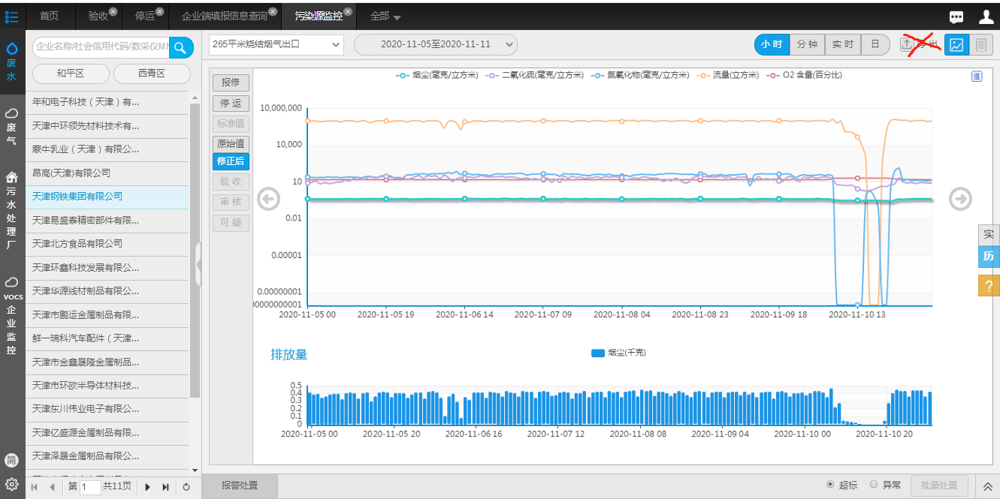 首页 验收 停运 企业端填报信息查询 污染源监控 全部
废水
废气
污水处理厂
VOCS企业监控
简
企业名称/社会信用代码/数采仪MN
和平区 西青区
年和电子科技（天津）有...
天津中环领先材料技术有...
蒙牛乳业（天津）有限公...
昂高(天津)有限公司
天津钢铁集团有限公司
天津易盛泰精密部件有限...
天津北方食品有限公司
天津环鑫科技发展有限公...
天津华源线材制品有限公...
天津市鹏运金属制品有限...
鲜一瑞科汽车配件（天津...
天津市金鑫晟隆金属制品...
天津市环欧半导体材料技...
天津东川伟业电子有限公...
天津亿盛源金属制品有限...
天津泽晟金属制品有限公...
第 1 共11页
265平米烧结烟气出口 2020-11-05至2020-11-11 小时 分钟 实时 日
报修
停运
标准值
原始值
修正后
验收
审核
可疑
烟尘(毫克/立方米) 二氧化硫(毫克/立方米) 氮氧化物(毫克/立方米) 流量(立方米) O2 含量(百分比)
值
10,000,000
10,000
10
0.01
0.00001
0.00000001
00000000001
2020-11-05 00 2020-11-05 19 2020-11-06 14 2020-11-07 09 2020-11-08 04 2020-11-08 23 2020-11-09 18 2020-11-10 13
排放量
烟尘(千克)
0.5
0.4
0.3
0.2
0.1
0
2020-11-05 00 2020-11-05 20 2020-11-06 16 2020-11-07 12 2020-11-08 08 2020-11-09 04 2020-11-10 00 2020-11-10 20
实
历
?
报警处置 超标 异常 批量处置